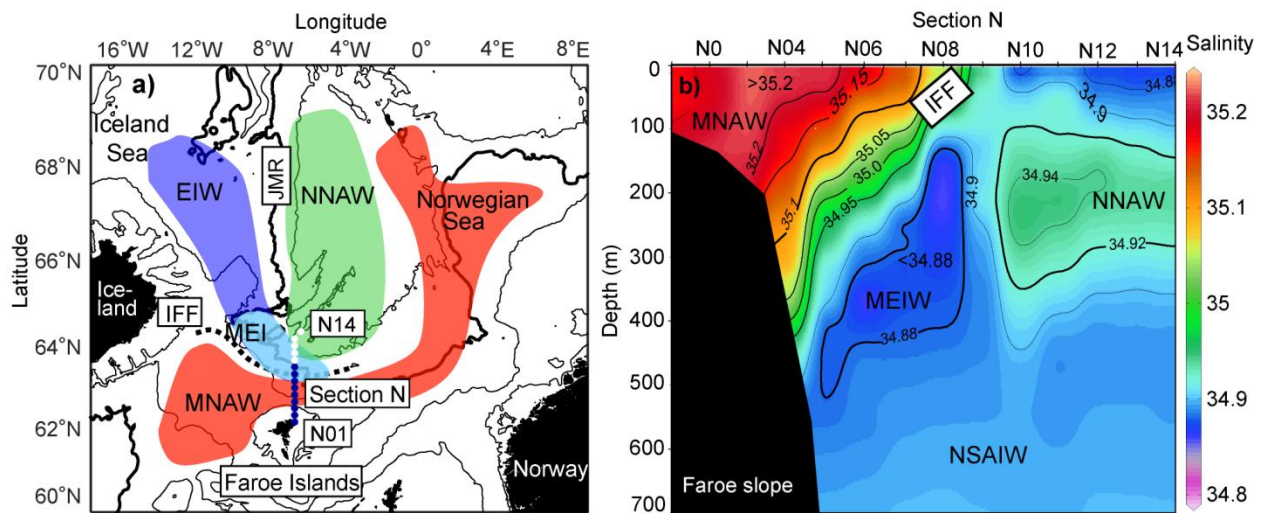 Longitude
16°W 12°W 8°W 4°W 0° 4°E 8°E
Latitude
70°N
68°N
66°N
64°N
62°N
60°N
a)
Iceland
Sea
EIW
JMR
NNAW
Norwegian
Sea
Ice-
land
IFF
MEI
N14
MNAW
Section N
N01
Faroe Islands
Norway
Section N
N0 N04 N06 N08 N10 N12 N14
Salinity
Depth (m)
0
100
200
300
400
500
600
700
b)
>35.2
35.15
IFF
34.88
34.9
MNAW
35.2
35.05
35.0
34.95
35.1
34.9
34.94
NNAW
34.92
<34.88
MEIW
34.88
NSAIW
Faroe slope
35.2
35.1
35
34.9
34.8